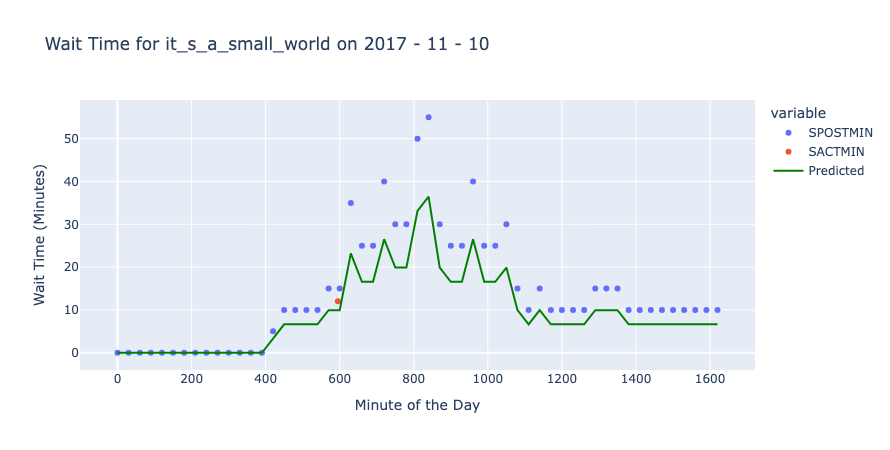 Wait Time for it_s_a_small_world on 2017 - 11 - 10
variable
SPOSTMIN
SACTMIN
Predicted
Wait Time (Minutes)
50
40
30
20
10
0
0 200 400 600 800 1000 1200 1400 1600
Minute of the Day